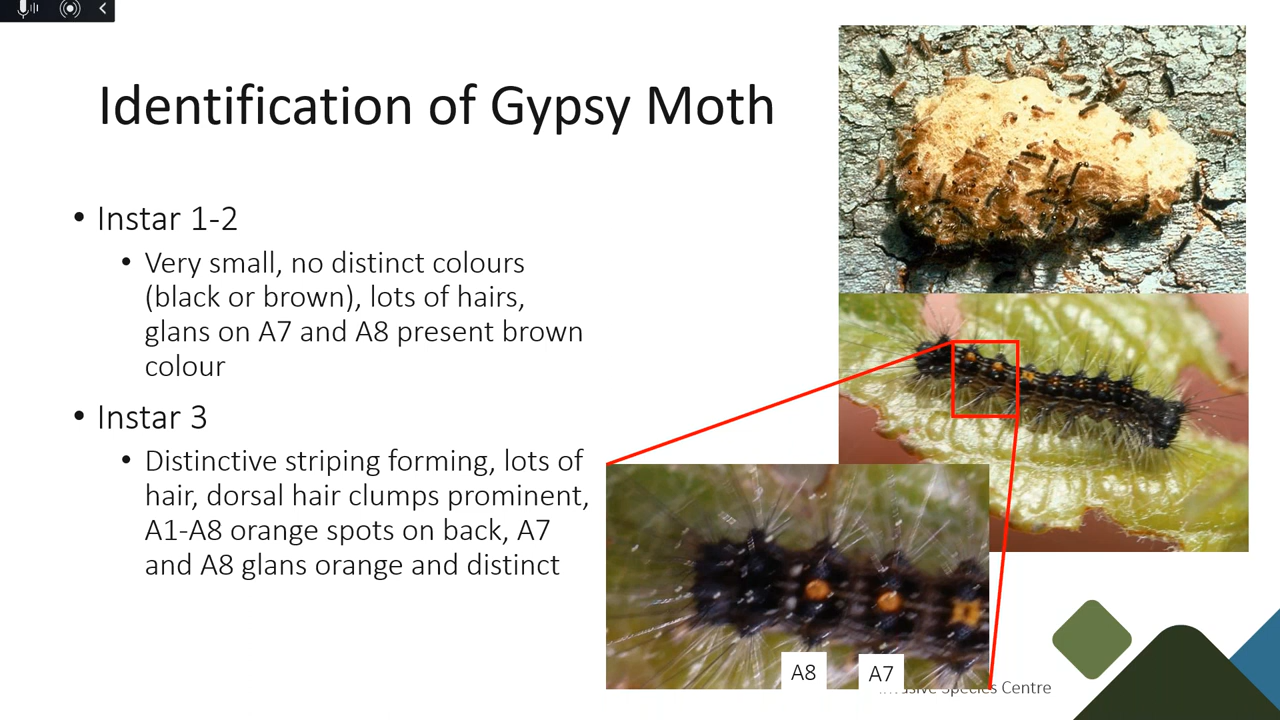 Identification of Gypsy Moth
• Instar 1-2
• Very small, no distinct colours
(black or brown), lots of hairs,
glans on A7 and A8 present brown
colour
• Instar 3
• Distinctive striping forming, lots of
hair, dorsal hair clumps prominent,
A1-A8 orange spots on back, A7
and A8 glans orange and distinct
A8
A7
Species Centre